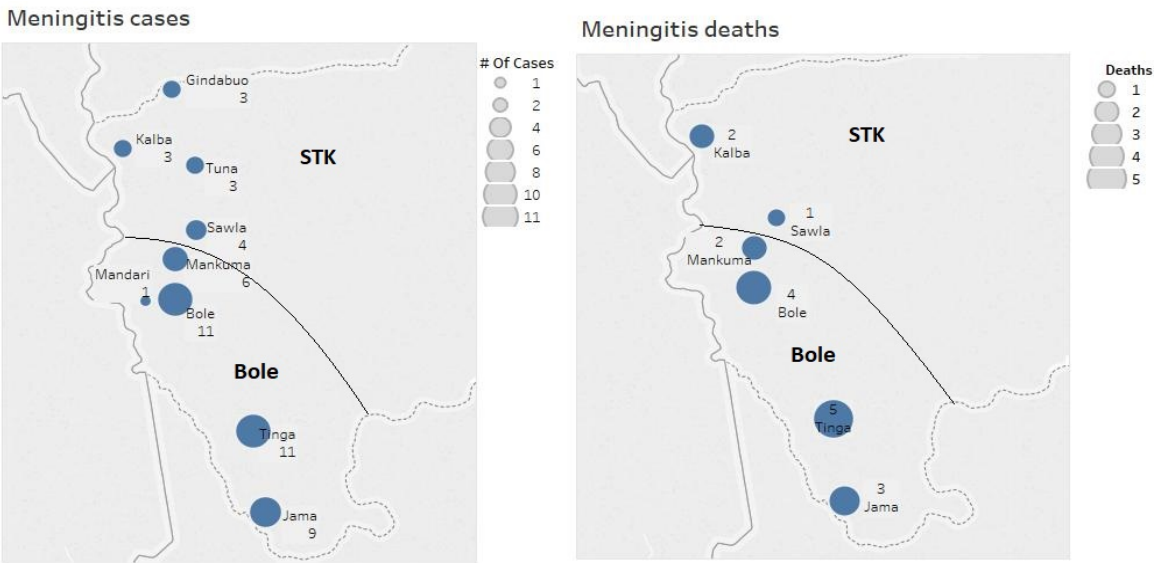 Meningitis cases
# Of Cases
1
2
4
6
8
10
11
Gindabuo
3
Kalba
3
Tuna
3
STK
Sawla
4
Mankuma
6
Mandari
1
Bole
11
Bole
Tinga
11
Jama
9
Meningitis deaths
Deaths
1
2
3
4
5
2
Kalba
STK
1
Sawla
2
Mankuma
4
Bole
Bole
5
Tinga
3
Jama